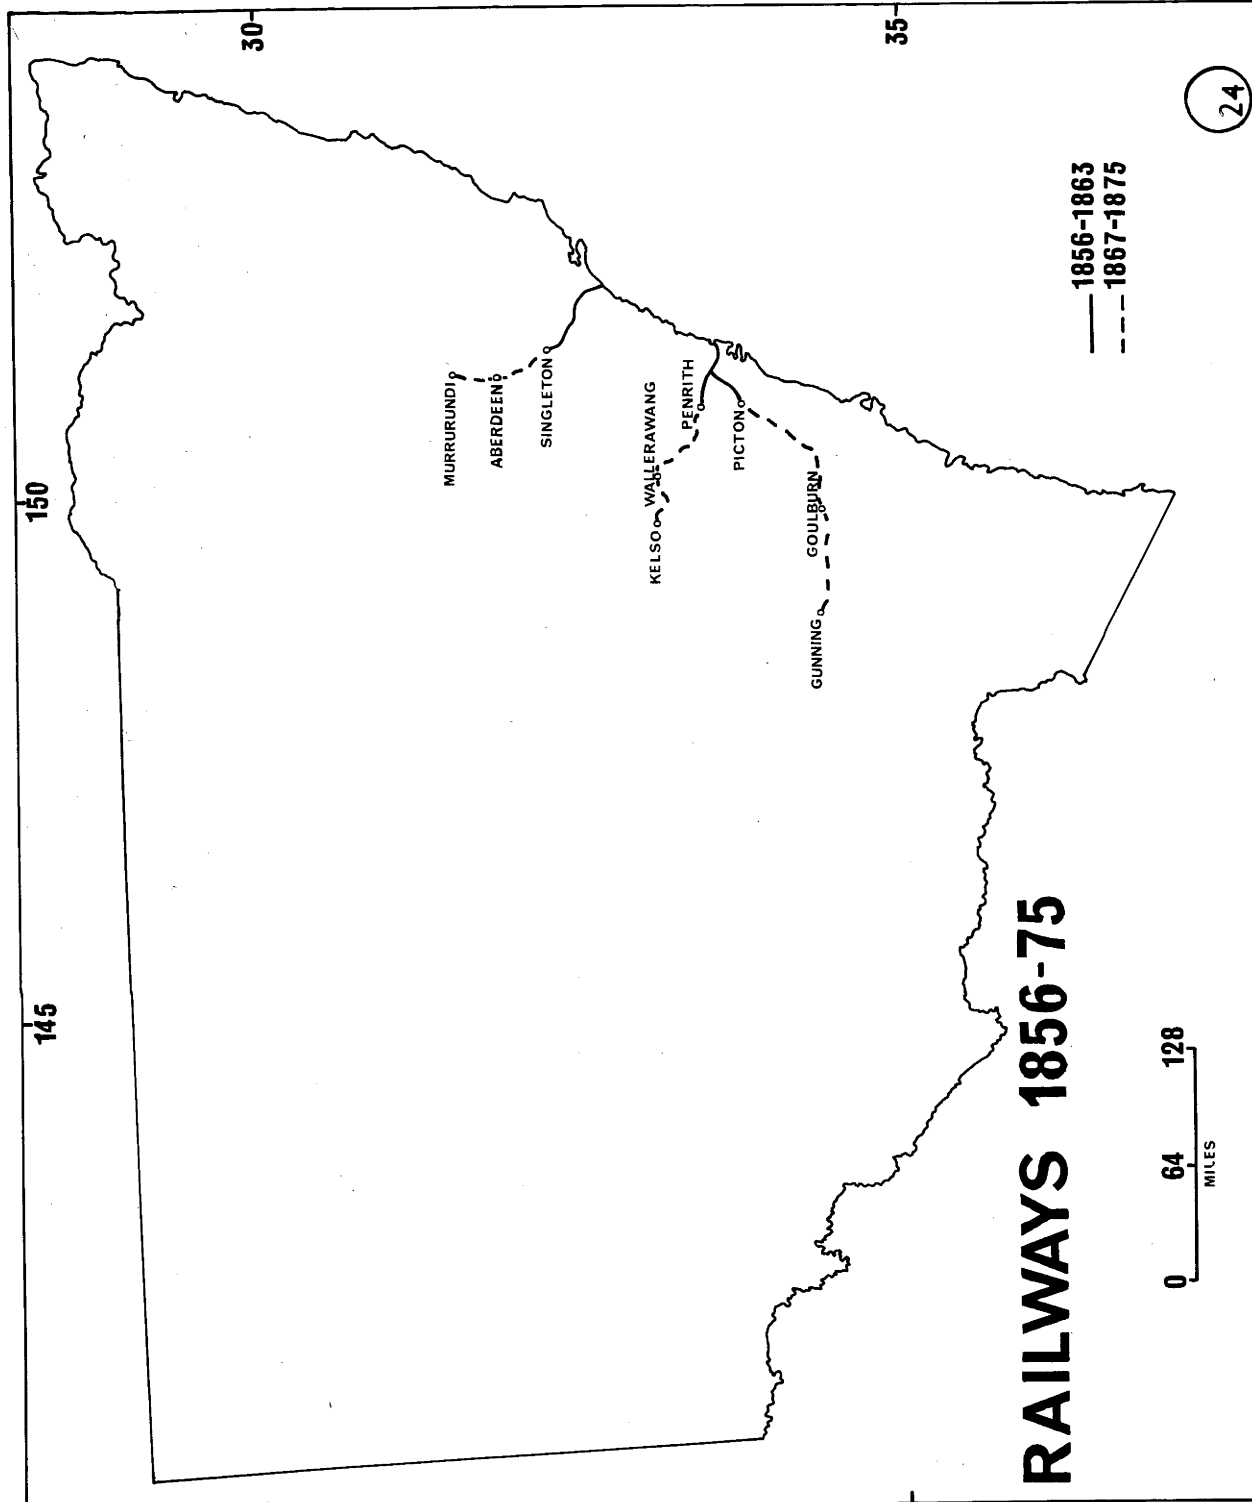 150
145
30
35
MURRURUNDI
ABERDEEN
SINGLETON
WALLERAWANG
KELSO
PENRITH
PICTON
GOULBURN
GUNNING
1856-1863
1867-1875
RAILWAYS 1856-75
0 64 128
MILES
24